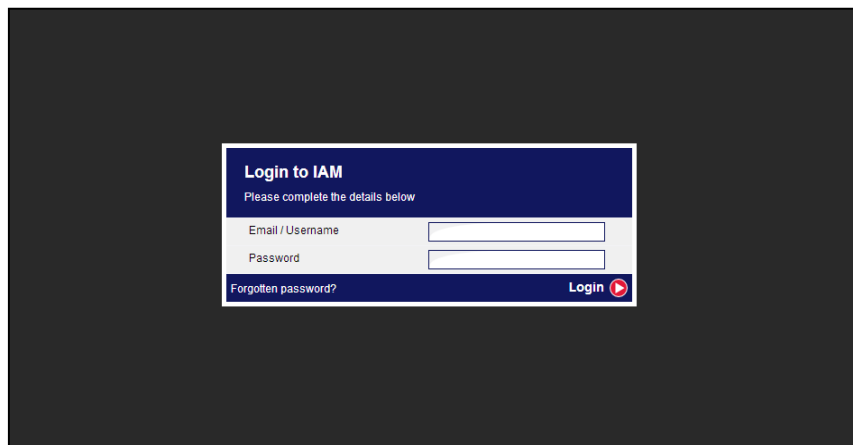 Login to IAM
Please complete the details below
Email / Username
Password
Forgotten password?
Login